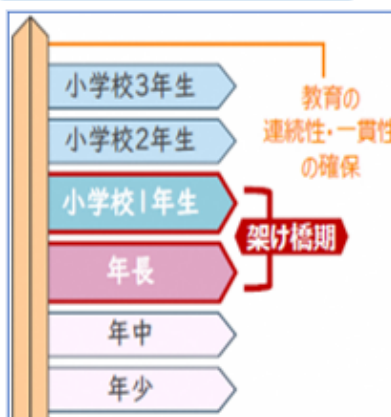 小学校3年生
教育の
連続性・一貫性
の確保
小学校2年生
小学校1年生
架け橋期
年長
年中
年少